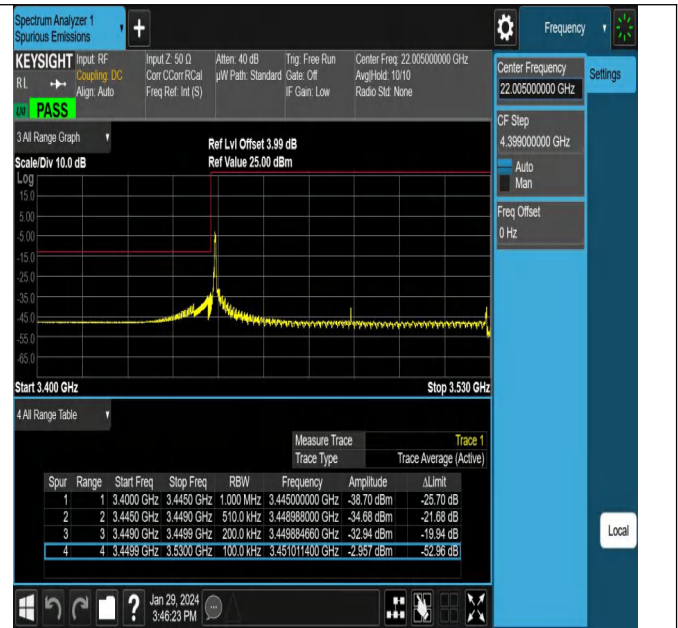 Spectrum Analyzer 1
Spurious Emissions
+
Frequency
KEYSIGHT Input: RF Input Z: 50 Ω Atten: 40 dB Trig: Free Run Center Freq: 22.005000000 GHz
RL Coupling: DC Corr CCorr RCal µW Path: Standard Gate: Off Avg|Hold: 10/10
Align: Auto Freq Ref: Int (S) IF Gain: Low Radio Std: None
PASS
Center Frequency
22.005000000 GHz
Settings
CF Step
4.399000000 GHz
Auto
Man
Freq Offset
0 Hz
3 All Range Graph
Ref Lvl Offset 3.99 dB
Scale/Div 10.0 dB Ref Value 25.00 dBm
Log
15.0
5.00
-5.00
-15.0
-25.0
-35.0
-45.0
-55.0
-65.0
Start 3.400 GHz Stop 3.530 GHz
4 All Range Table
Measure Trace Trace 1
Trace Type Trace Average (Active)
Spur Range Start Freq Stop Freq RBW Frequency Amplitude ΔLimit
1 1 3.4000 GHz 3.4450 GHz 1.000 MHz 3.445000000 GHz -38.70 dBm -25.70 dB
2 2 3.4450 GHz 3.4490 GHz 510.0 kHz 3.448988000 GHz -34.68 dBm -21.68 dB
3 3 3.4490 GHz 3.4499 GHz 200.0 kHz 3.449884660 GHz -32.94 dBm -19.94 dB
4 4 3.4499 GHz 3.5300 GHz 100.0 kHz 3.451011400 GHz -2.957 dBm -52.96 dB
Local
? Jan 29, 2024
3:46:23 PM